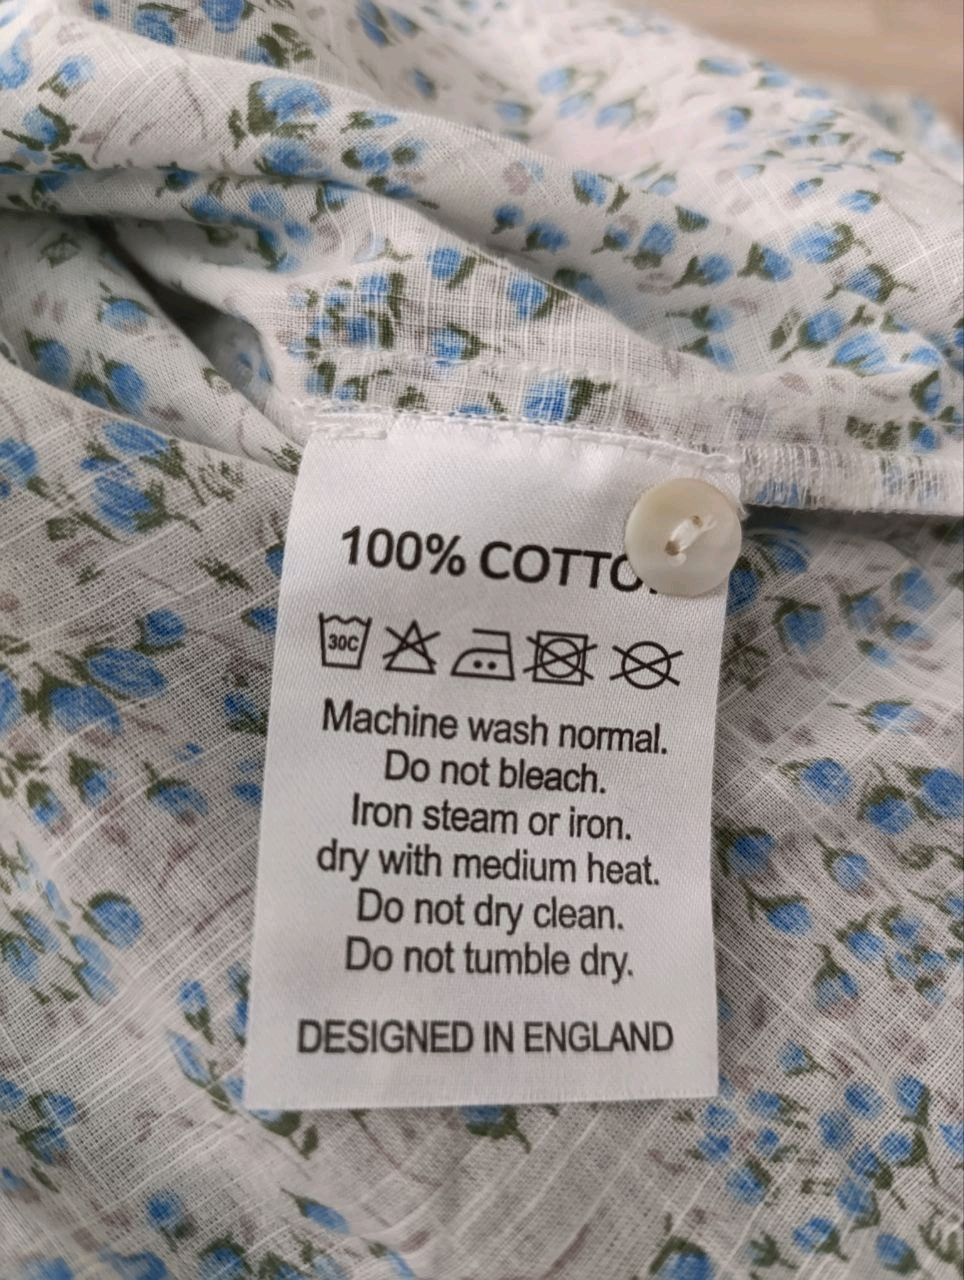 100% COTTO
30C
Machine wash normal.
Do not bleach.
Iron steam or iron.
dry with medium heat.
Do not dry clean.
Do not tumble dry.
DESIGNED IN ENGLAND